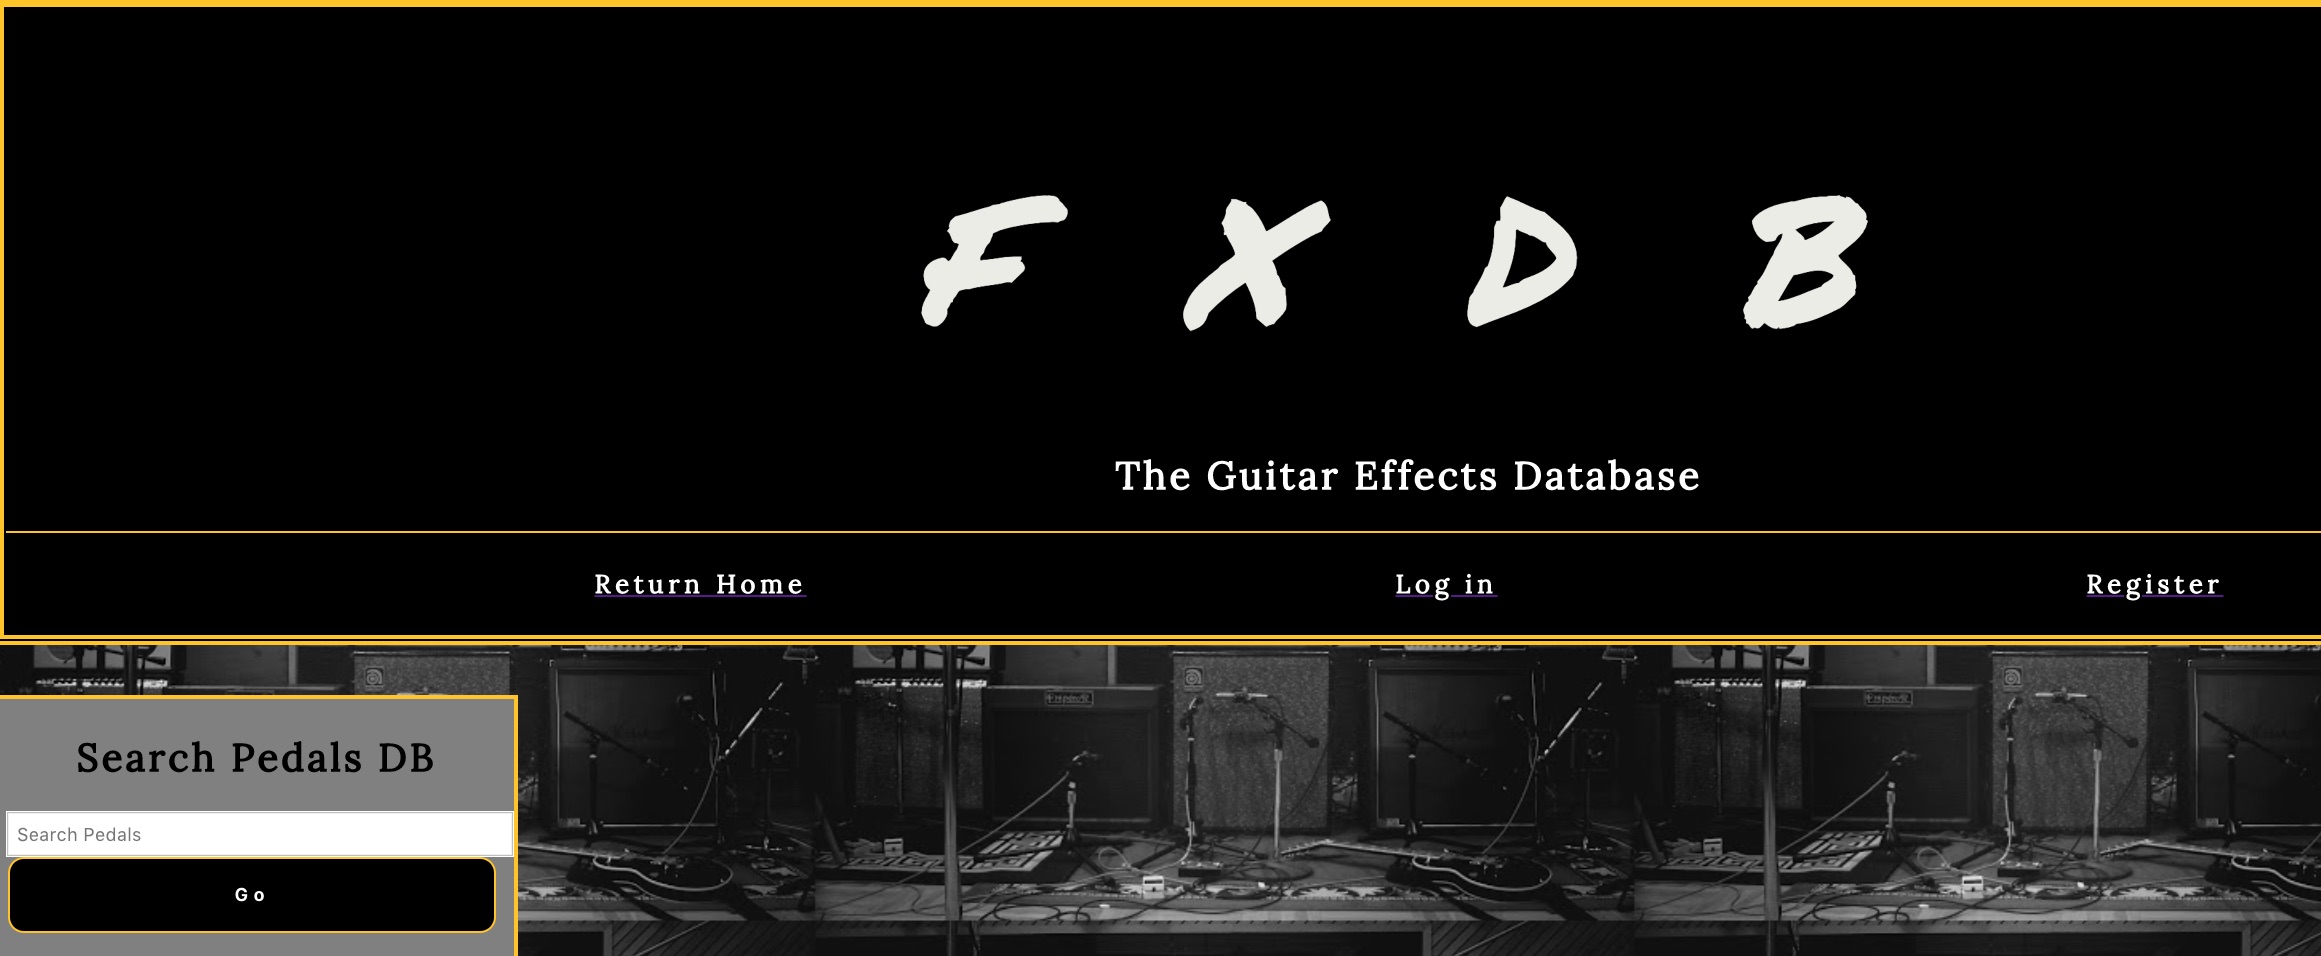 F X D B
The Guitar Effects Database
Return Home Log in Register
Search Pedals DB
Search Pedals
Go